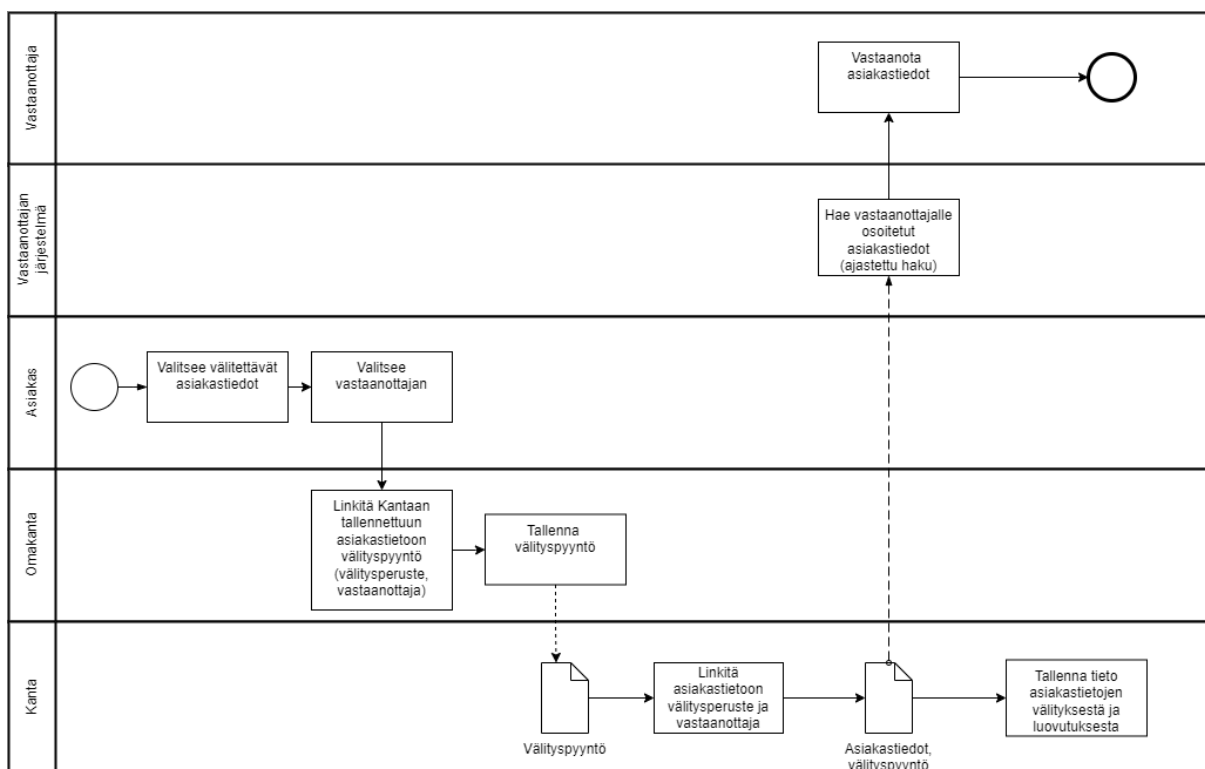 Vastaanottaja
Vastaanota
asiakastiedot
Vastaanottajan
järjestelmä
Hae vastaanottajalle
osoitetut
asiakastiedot
(ajastettu haku)
Asiakas
Valitsee välitettävät
asiakastiedot
Valitsee
vastaanottajan
Omakanta
Linkitä Kantaan
tallennettuun
asiakastietoon
välityspyyntö
(välitysperuste,
vastaanottaja)
Tallenna
välityspyyntö
Kanta
Välityspyyntö
Linkitä
asiakastietoon
välitysperuste ja
vastaanottaja
Asiakastiedot,
välityspyyntö
Tallenna tieto
asiakastietojen
välityksestä ja
luovutuksesta